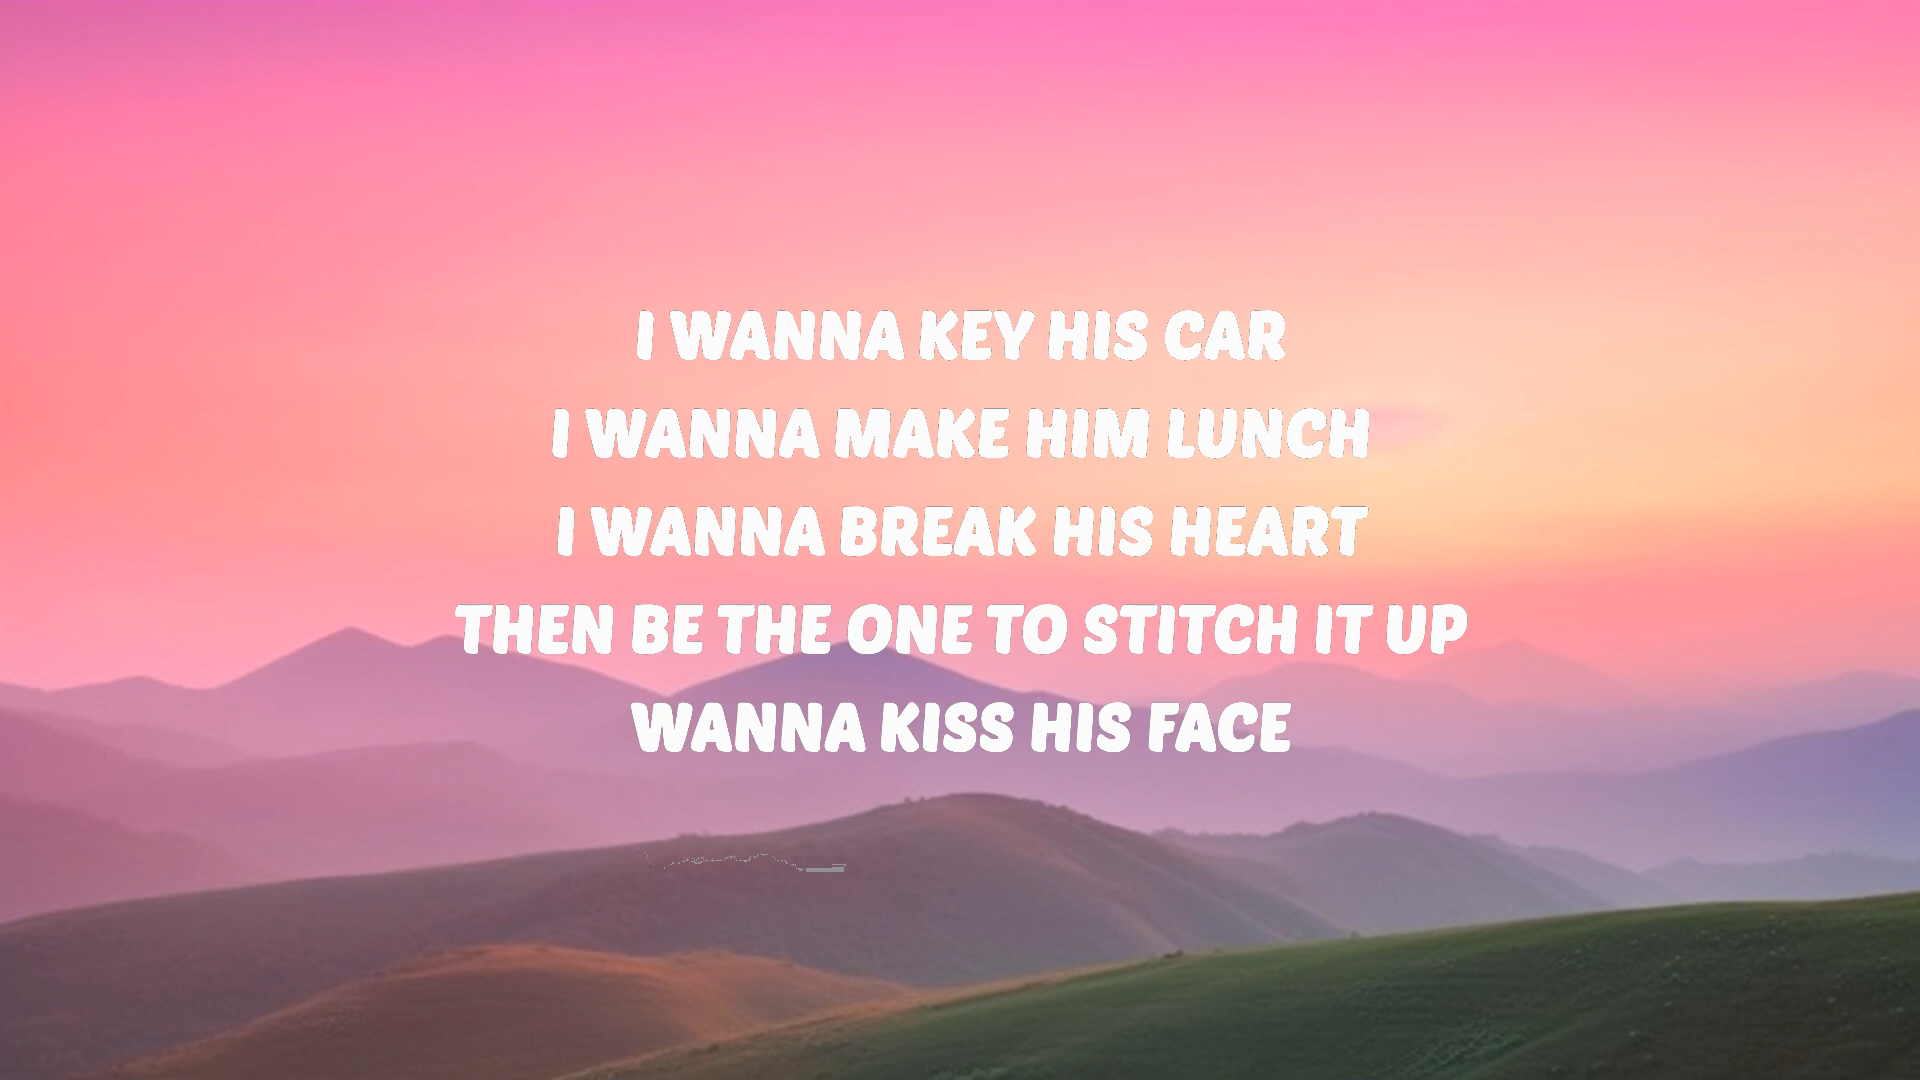 I WANNA KEY HIS CAR
I WANNA MAKE HIM LUNCH
I WANNA BREAK HIS HEART
THEN BE THE ONE TO STITCH IT UP
WANNA KISS HIS FACE